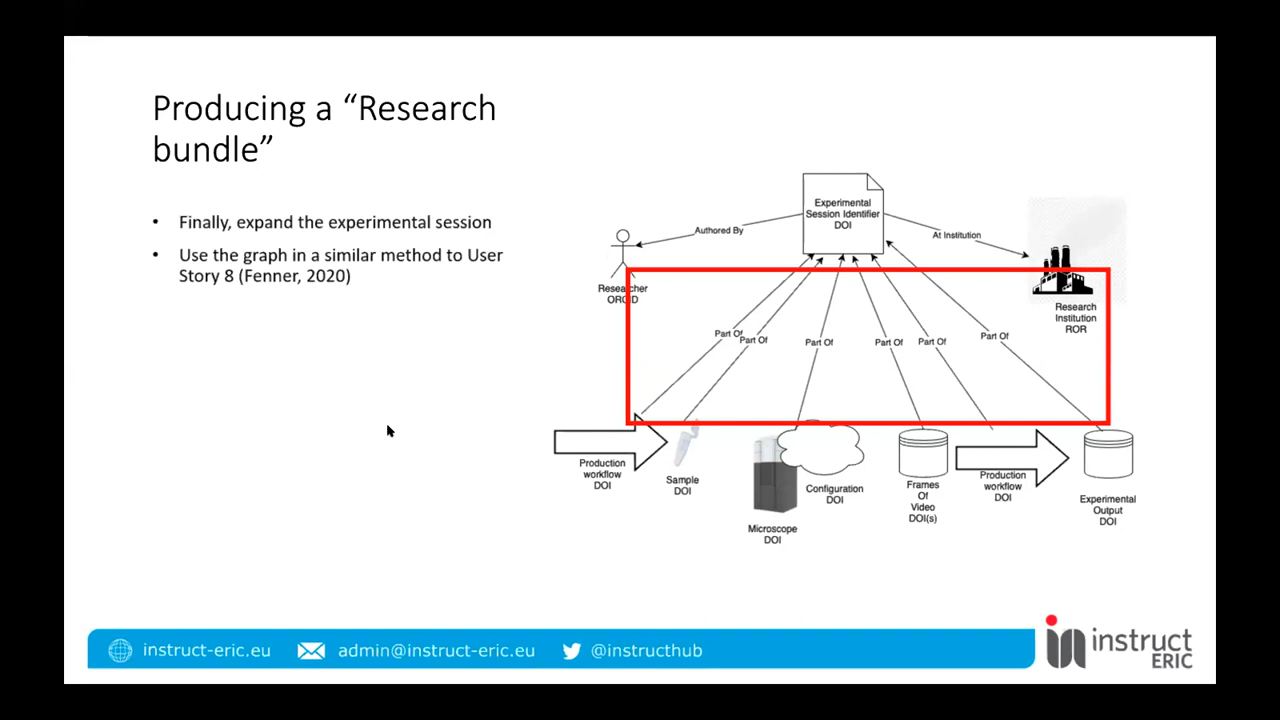 Producing a “Research
bundle”
• Finally, expand the experimental session
• Use the graph in a similar method to User
Story 8 (Fenner, 2020)
Experimental
Session Identifier
DOI
Authored By
At Institution
Researcher
ORCID
Research
Institution
ROR
Part Of
Part Of
Part Of
Part Of
Part Of
Part Of
Production
workflow
DOI
Sample
DOI
Microscope
DOI
Configuration
DOI
Frames
Of
Video
DOI(s)
Production
workflow
DOI
Experimental
Output
DOI
instruct-eric.eu
admin@instruct-eric.eu
@instructhub
instruct
ERIC